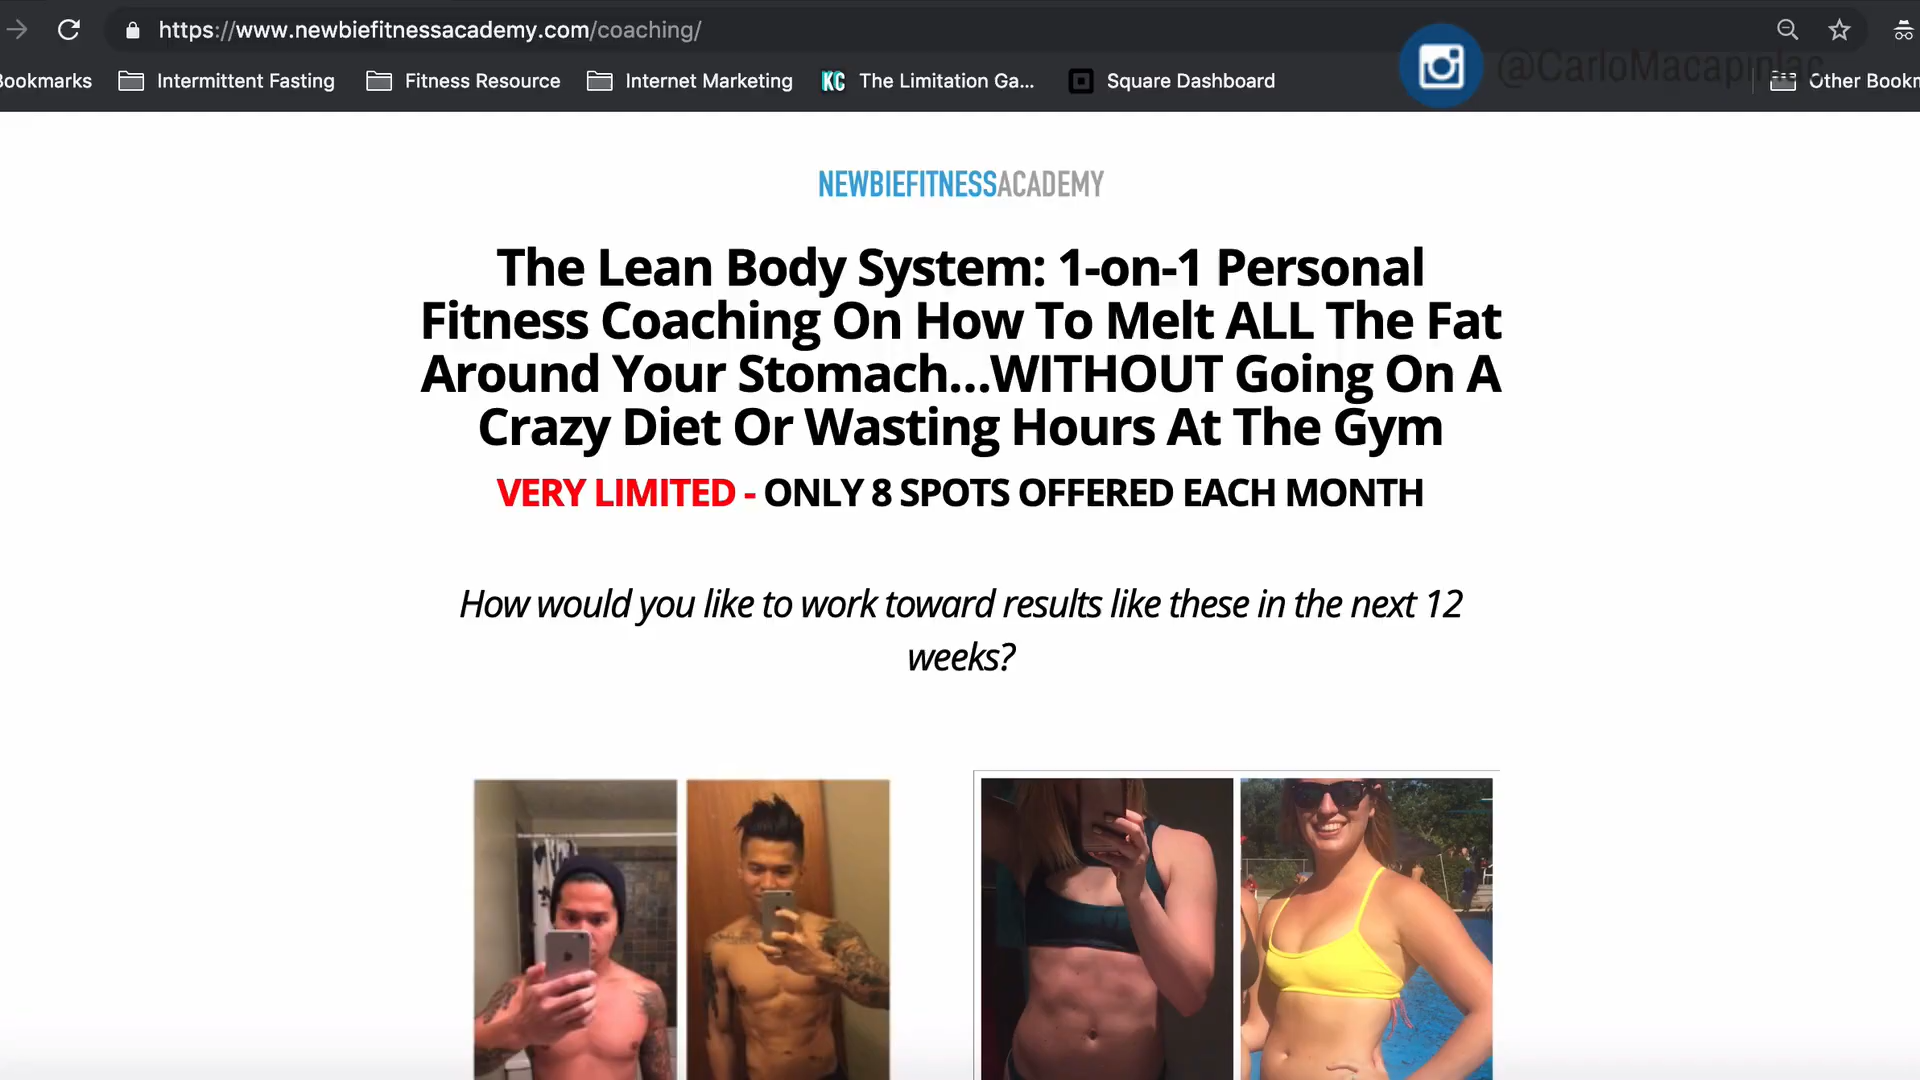 https://www.newbiefitnessacademy.com/coaching/
Bookmarks Intermittent Fasting Fitness Resource Internet Marketing KC The Limitation Ga... Square Dashboard @CarloMacapinlac Other Bookm
NEWBIEFITNESSACADEMY
The Lean Body System: 1-on-1 Personal
Fitness Coaching On How To Melt ALL The Fat
Around Your Stomach...WITHOUT Going On A
Crazy Diet Or Wasting Hours At The Gym
VERY LIMITED - ONLY 8 SPOTS OFFERED EACH MONTH
How would you like to work toward results like these in the next 12
weeks?